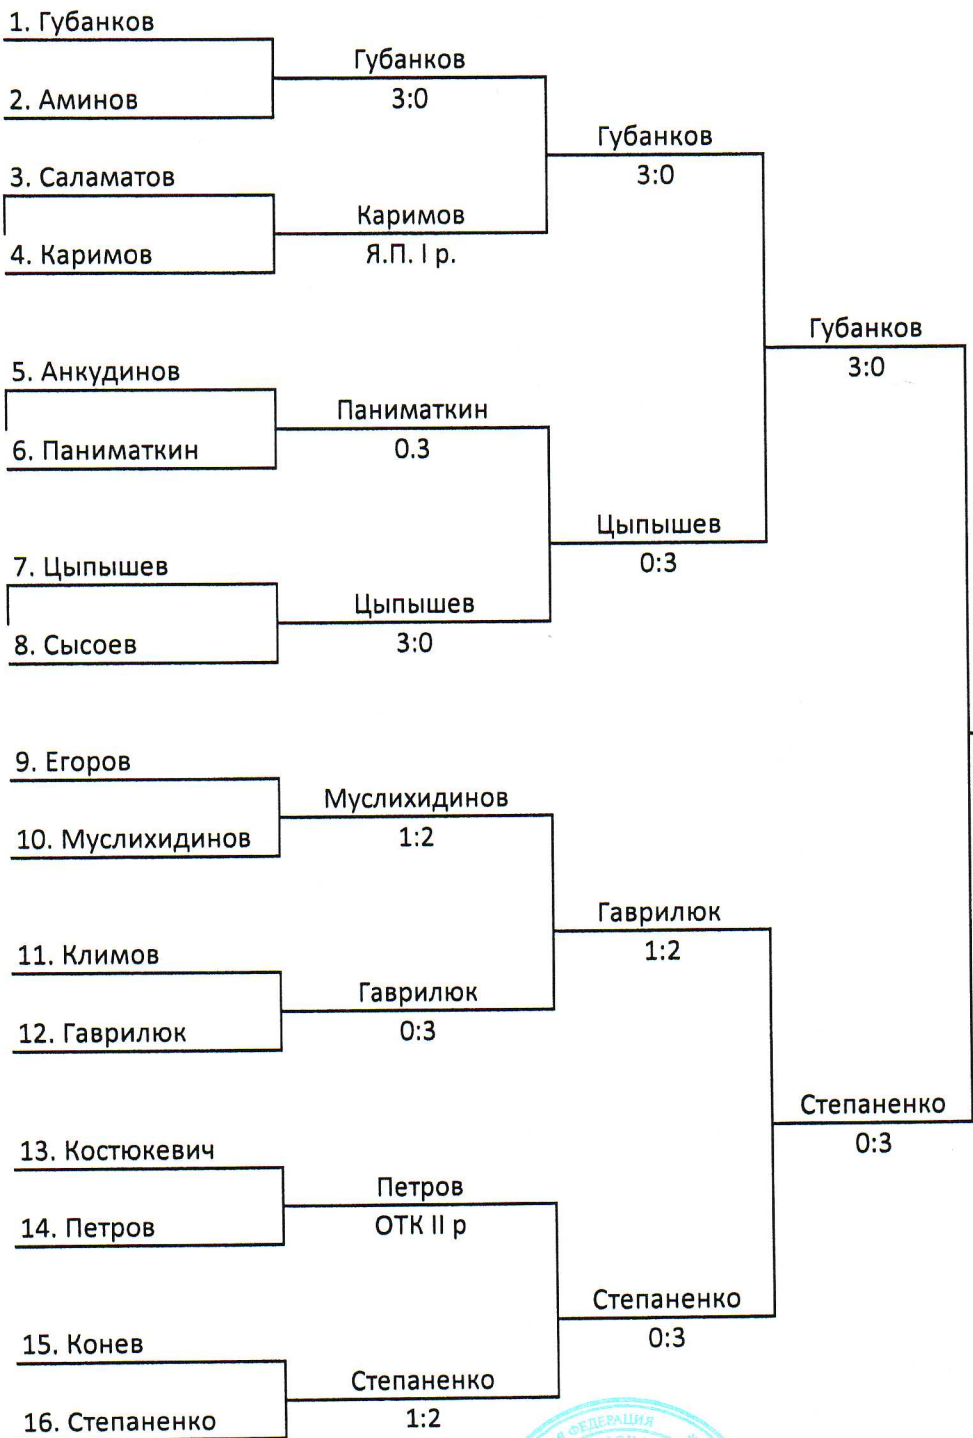 1. Губанков
Губанков
3:0
2. Аминов
Губанков
3:0
3. Саламатов
Каримов
Я.П. I р.
4. Каримов
Губанков
3:0
5. Анкудинов
Паниматкин
0.3
6. Паниматкин
Цыпышев
0:3
7. Цыпышев
Цыпышев
3:0
8. Сысоев
9. Егоров
Муслихидинов
1:2
10. Муслихидинов
Гаврилюк
1:2
11. Климов
Гаврилюк
0:3
12. Гаврилюк
Степаненко
0:3
13. Костюкевич
Петров
ОТК II р
14. Петров
Степаненко
0:3
15. Конев
Степаненко
1:2
16. Степаненко
ФЕДЕРАЦИЯ